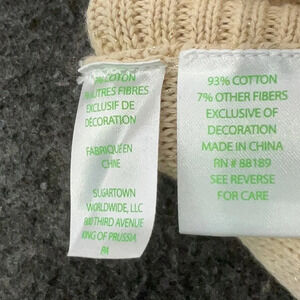 COTON
AUTRES FIBRES
EXCLUSIF DE
DÉCORATION
FABRIQUÉ EN
CHINE
SUGARTOWN
WORLDWIDE, LLC
800 THIRD AVENUE
KING OF PRUSSIA,
PA
93% COTTON
7% OTHER FIBERS
EXCLUSIVE OF
DECORATION
MADE IN CHINA
RN # 88189
SEE REVERSE
FOR CARE